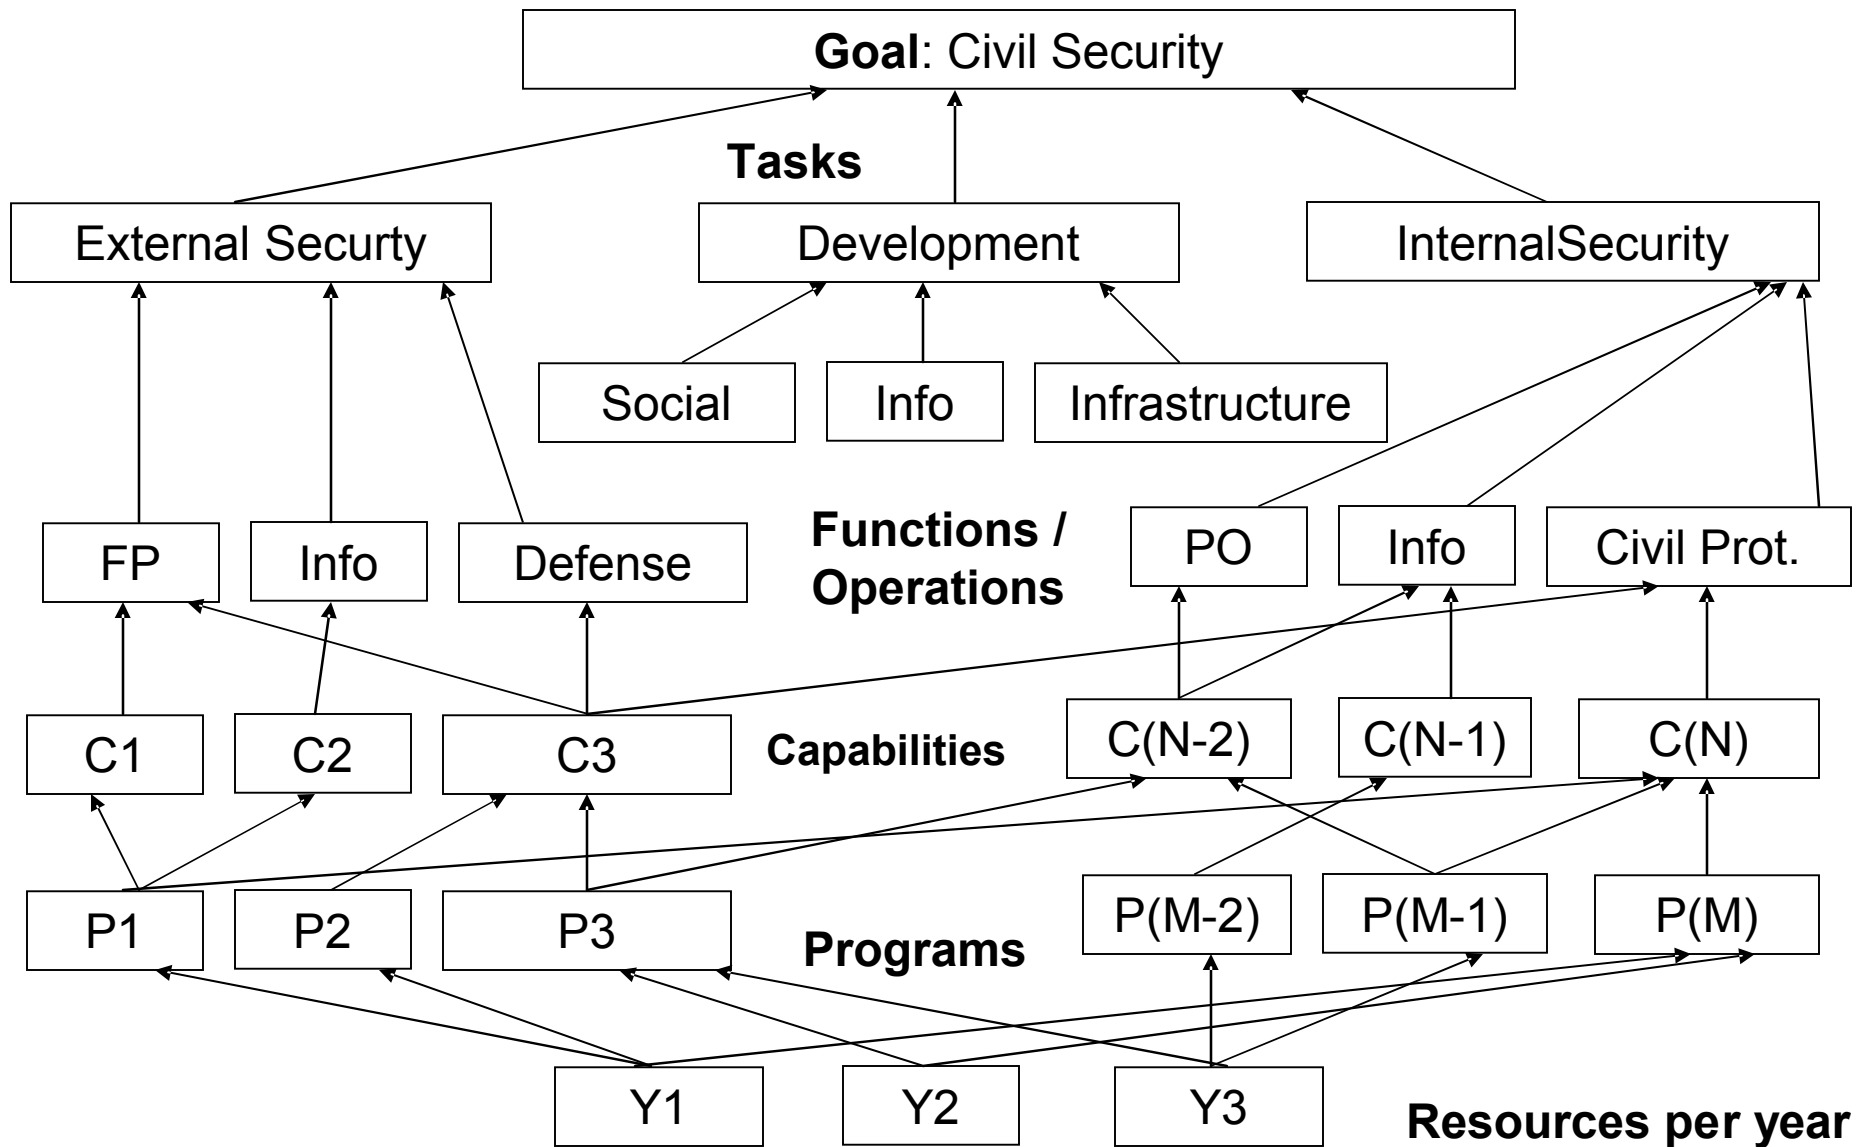 Goal: Civil Security
Tasks
External Securty
Development
InternalSecurity
Social
Info
Infrastructure
Functions /
Operations
FP
Info
Defense
PO
Info
Civil Prot.
C1
C2
C3
Capabilities
C(N-2)
C(N-1)
C(N)
P1
P2
P3
Programs
P(M-2)
P(M-1)
P(M)
Y1
Y2
Y3
Resources per year